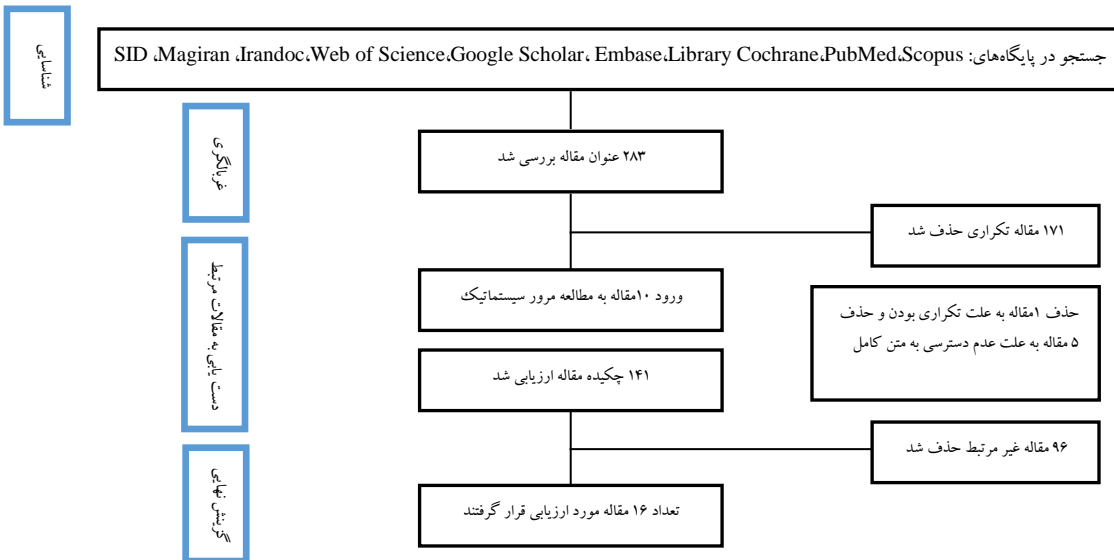 شناسایی
جستجو در پایگاه‌های: SID ،Magiran ،Irandoc،Web of Science،Google Scholar، Embase،Library Cochrane،PubMed،Scopus
غربالگری
۲۸۳ عنوان مقاله بررسی شد
۱۷۱ مقاله تکراری حذف شد
دست یابی به مقالات مرتبط
ورود ۱۰مقاله به مطالعه مرور سیستماتیک
حذف ۱مقاله به علت تکراری بودن و حذف
۵ مقاله به علت عدم دسترسی به متن کامل
۱۴۱ چکیده مقاله ارزیابی شد
۹۶ مقاله غیر مرتبط حذف شد
گزینش نهایی
تعداد ۱۶ مقاله مورد ارزیابی قرار گرفتند